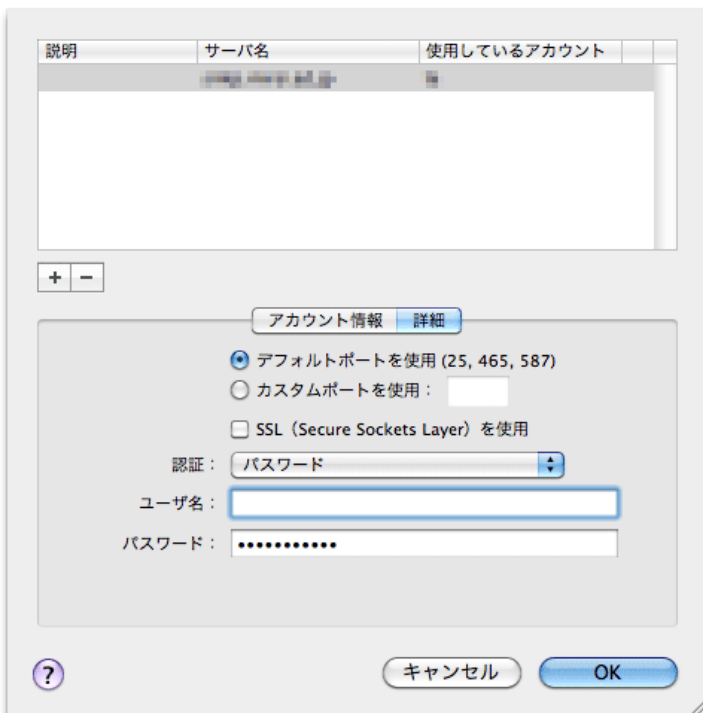 説明 サーバ名 使用しているアカウント
+ −
アカウント情報 詳細
デフォルトポートを使用 (25, 465, 587)
カスタムポートを使用：
SSL（Secure Sockets Layer）を使用
認証： パスワード
ユーザ名：
パスワード： •••••••••••
? キャンセル OK